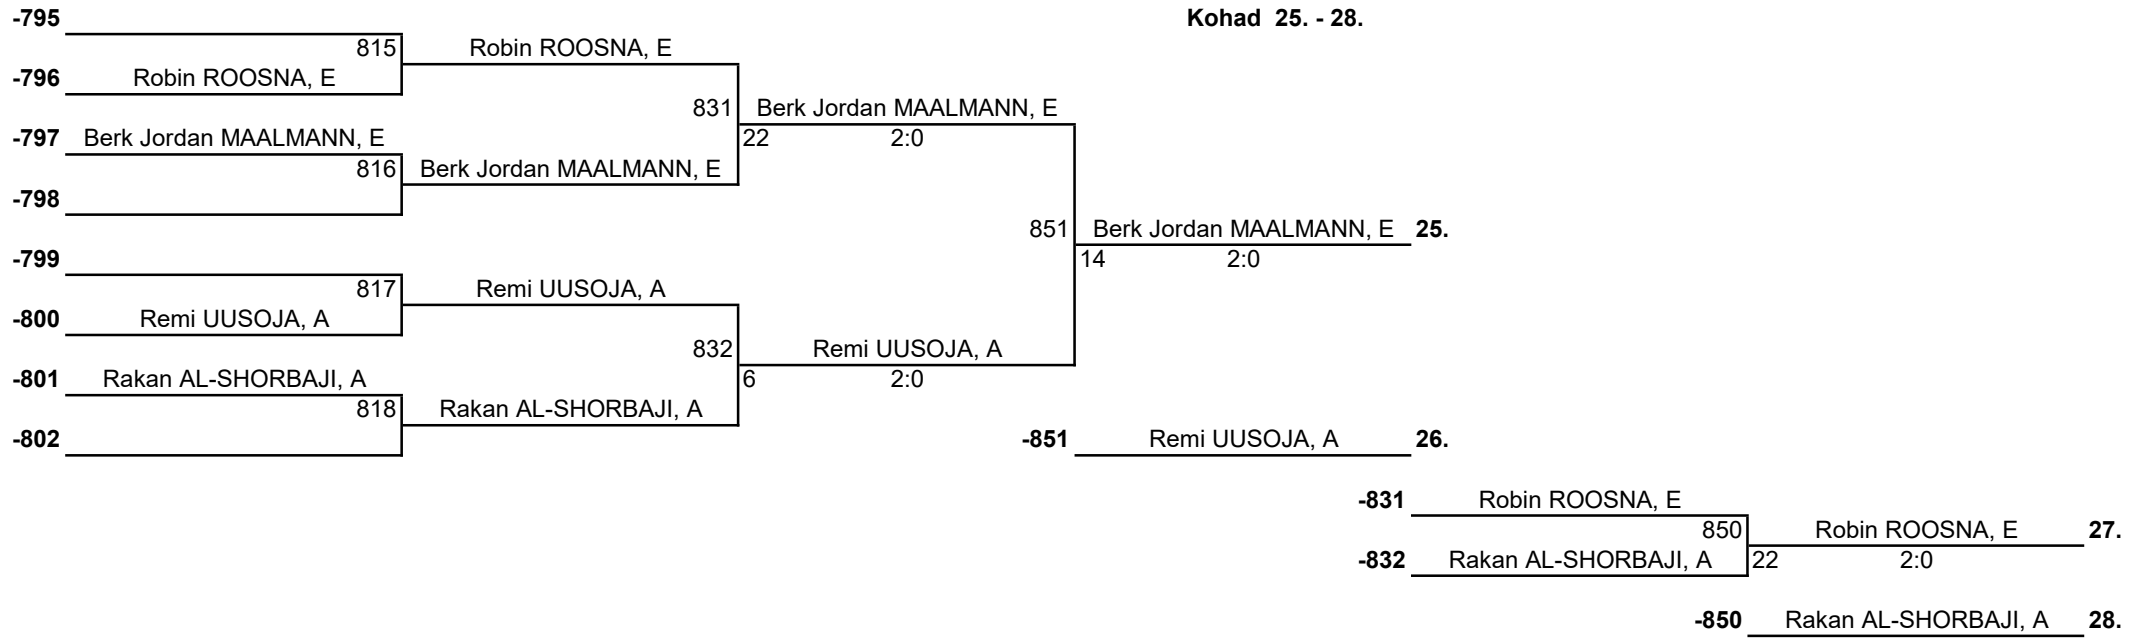 -795 Kohad 25. - 28.
815 Robin ROOSNA, E
-796 Robin ROOSNA, E
831 Berk Jordan MAALMANN, E
-797 Berk Jordan MAALMANN, E 22 2:0
816 Berk Jordan MAALMANN, E
-798
851 Berk Jordan MAALMANN, E 25.
-799 14 2:0
817 Remi UUSOJA, A
-800 Remi UUSOJA, A
832 Remi UUSOJA, A
-801 Rakan AL-SHORBAJI, A 6 2:0
818 Rakan AL-SHORBAJI, A
-802 -851 Remi UUSOJA, A 26.
-831 Robin ROOSNA, E
850 Robin ROOSNA, E 27.
-832 Rakan AL-SHORBAJI, A 22 2:0
-850 Rakan AL-SHORBAJI, A 28.